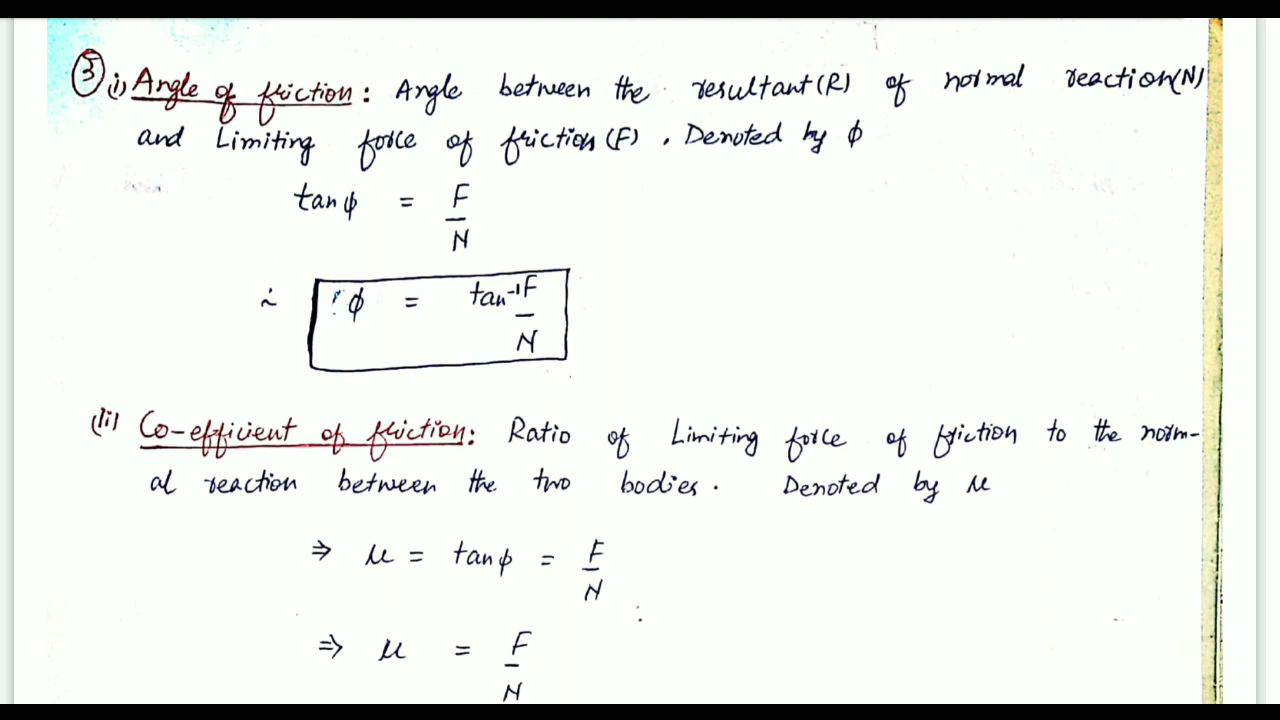 ③ i) Angle of friction : Angle between the resultant (R) of normal reaction (N)
and Limiting force of friction (F) . Denoted by φ
tanφ = F/N
∴ φ = tan⁻¹ F/N
(ii) Co-efficient of friction : Ratio of Limiting force of friction to the norm-
al reaction between the two bodies . Denoted by μ
⇒ μ = tanφ = F/N
⇒ μ = F/N